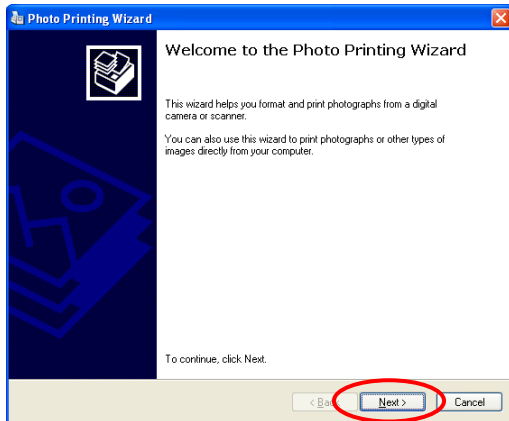 Photo Printing Wizard
Welcome to the Photo Printing Wizard
This wizard helps you format and print photographs from a digital
camera or scanner.
You can also use this wizard to print photographs or other types of
images directly from your computer.
To continue, click Next.
< Back Next > Cancel